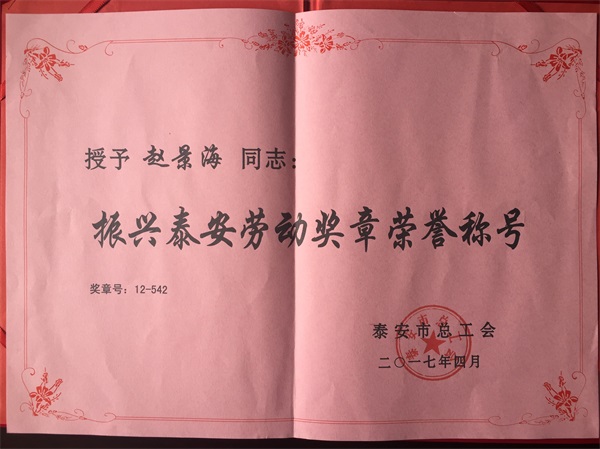 授予 赵景海 同志：
振兴泰安劳动奖章荣誉称号
奖章号：12-542
泰安市总工会
二〇一七年四月